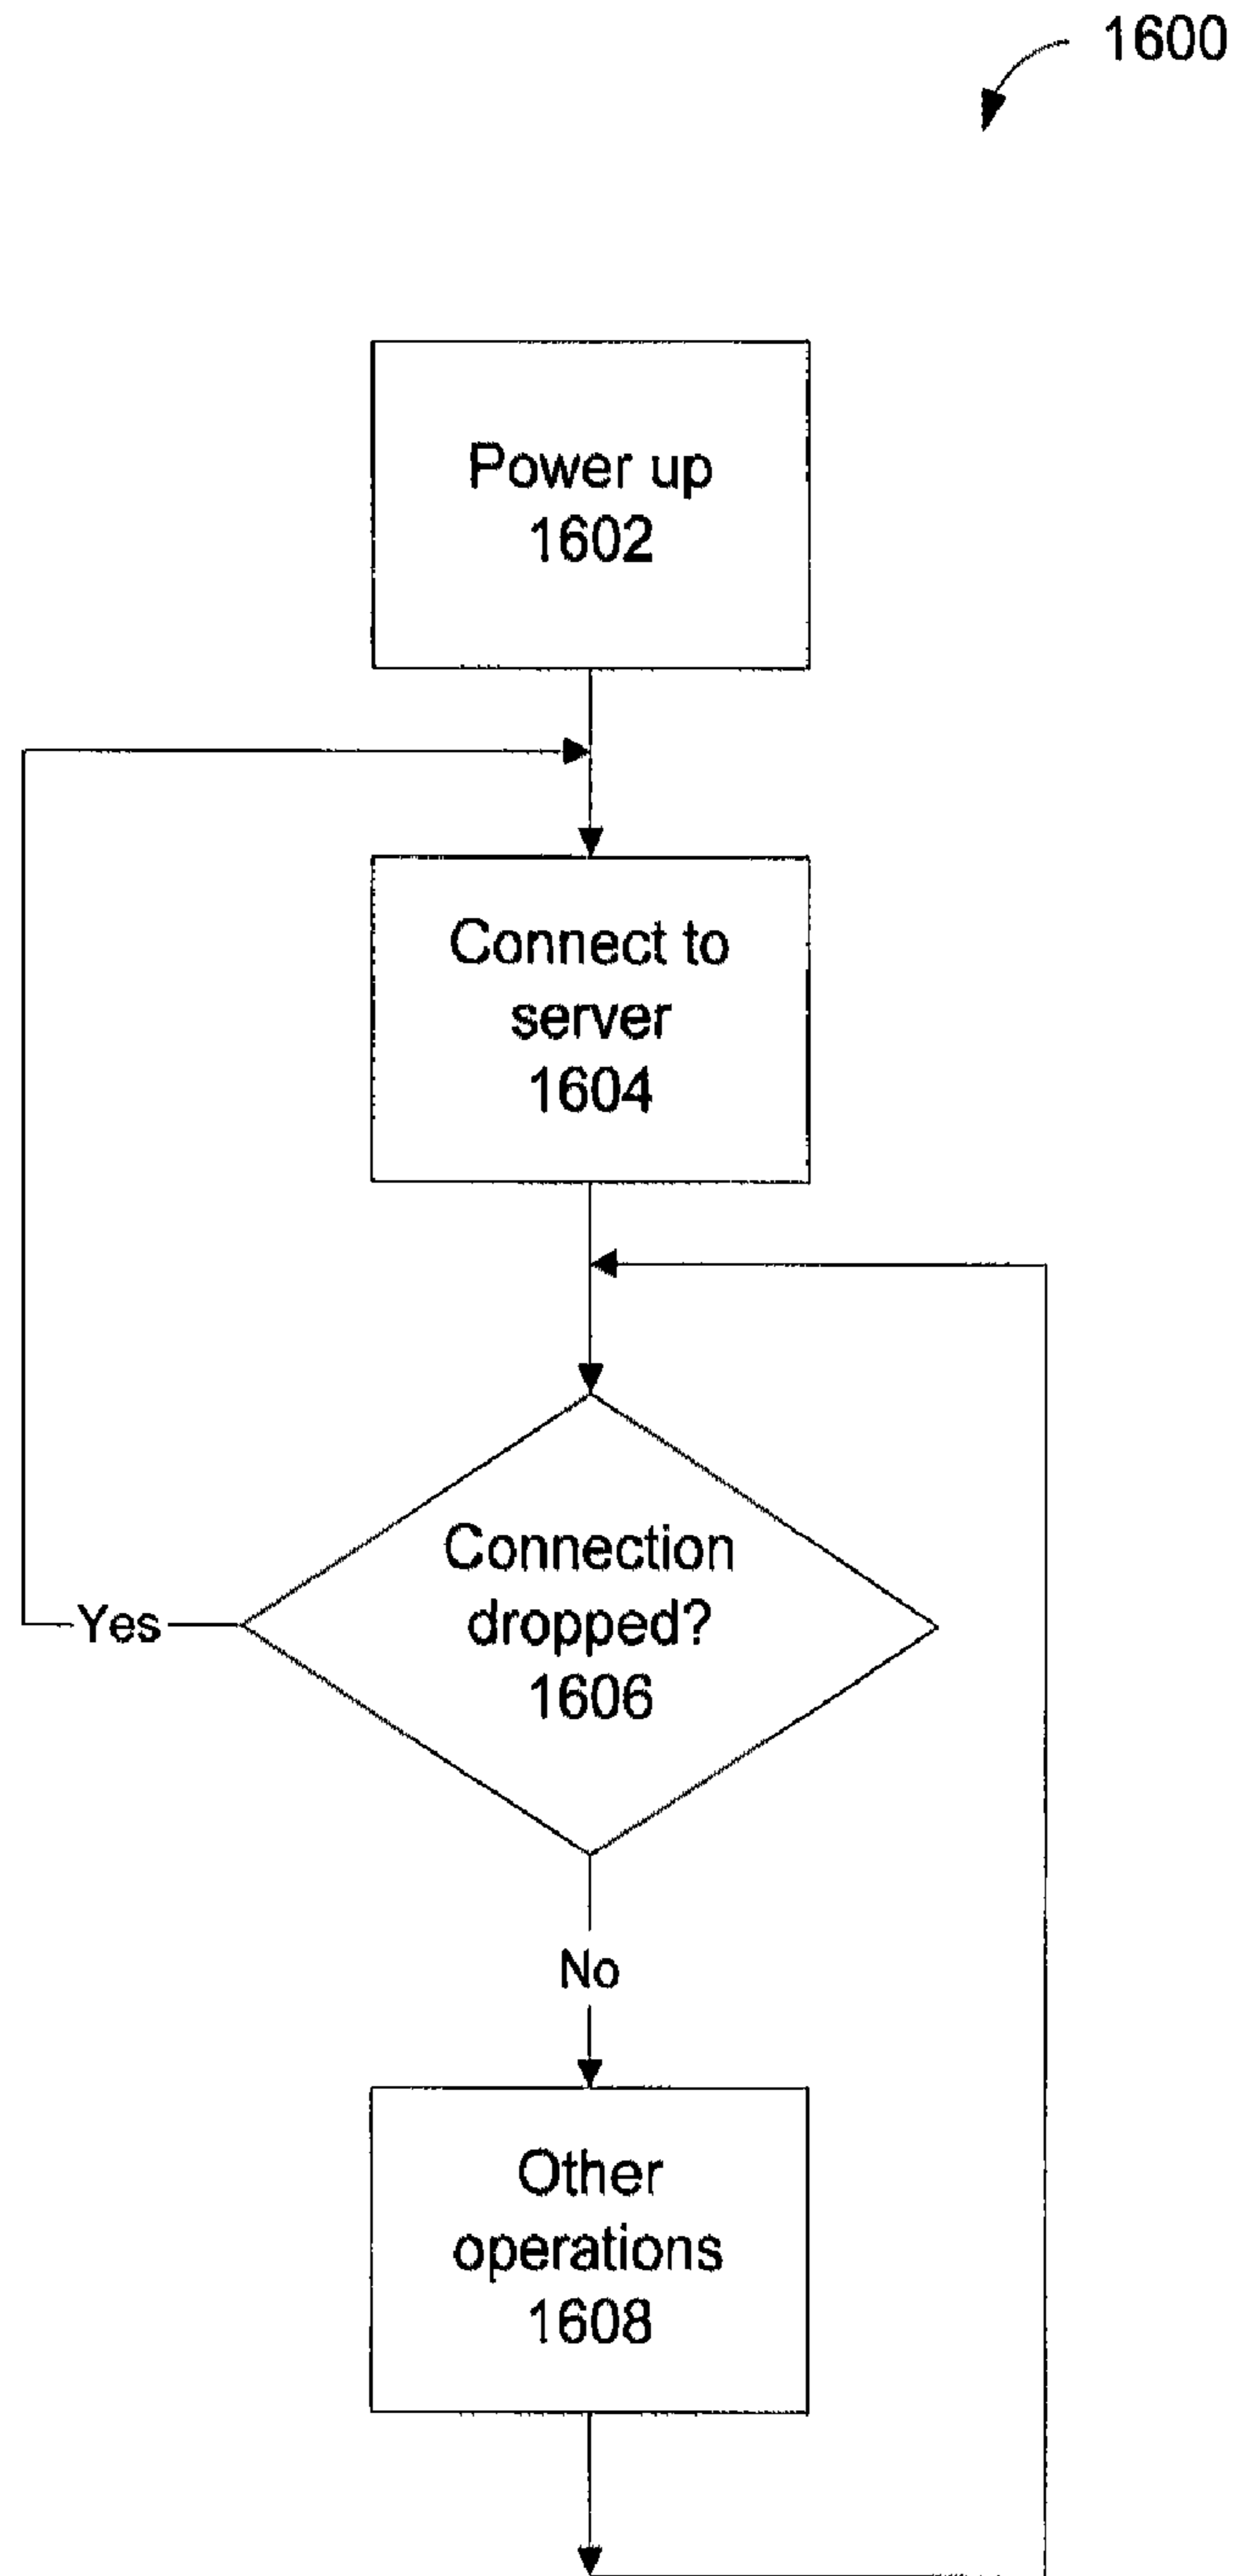 1600
Power up
1602
Connect to
server
1604
Connection
dropped?
1606
Yes
No
Other
operations
1608